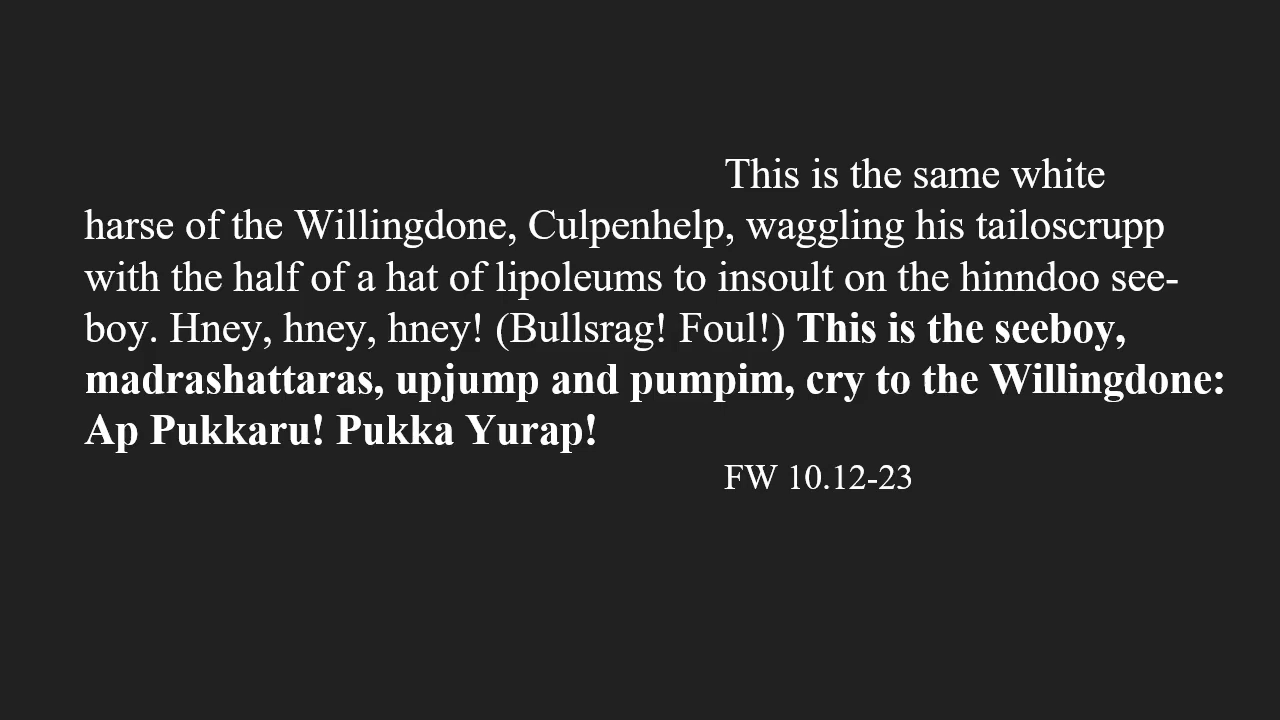 This is the same white
harse of the Willingdone, Culpenhelp, waggling his tailoscrupp
with the half of a hat of lipoleums to insoult on the hinndoo see-
boy. Hney, hney, hney! (Bullsrag! Foul!) This is the seeboy,
madrashattaras, upjump and pumpim, cry to the Willingdone:
Ap Pukkaru! Pukka Yurap!
FW 10.12-23